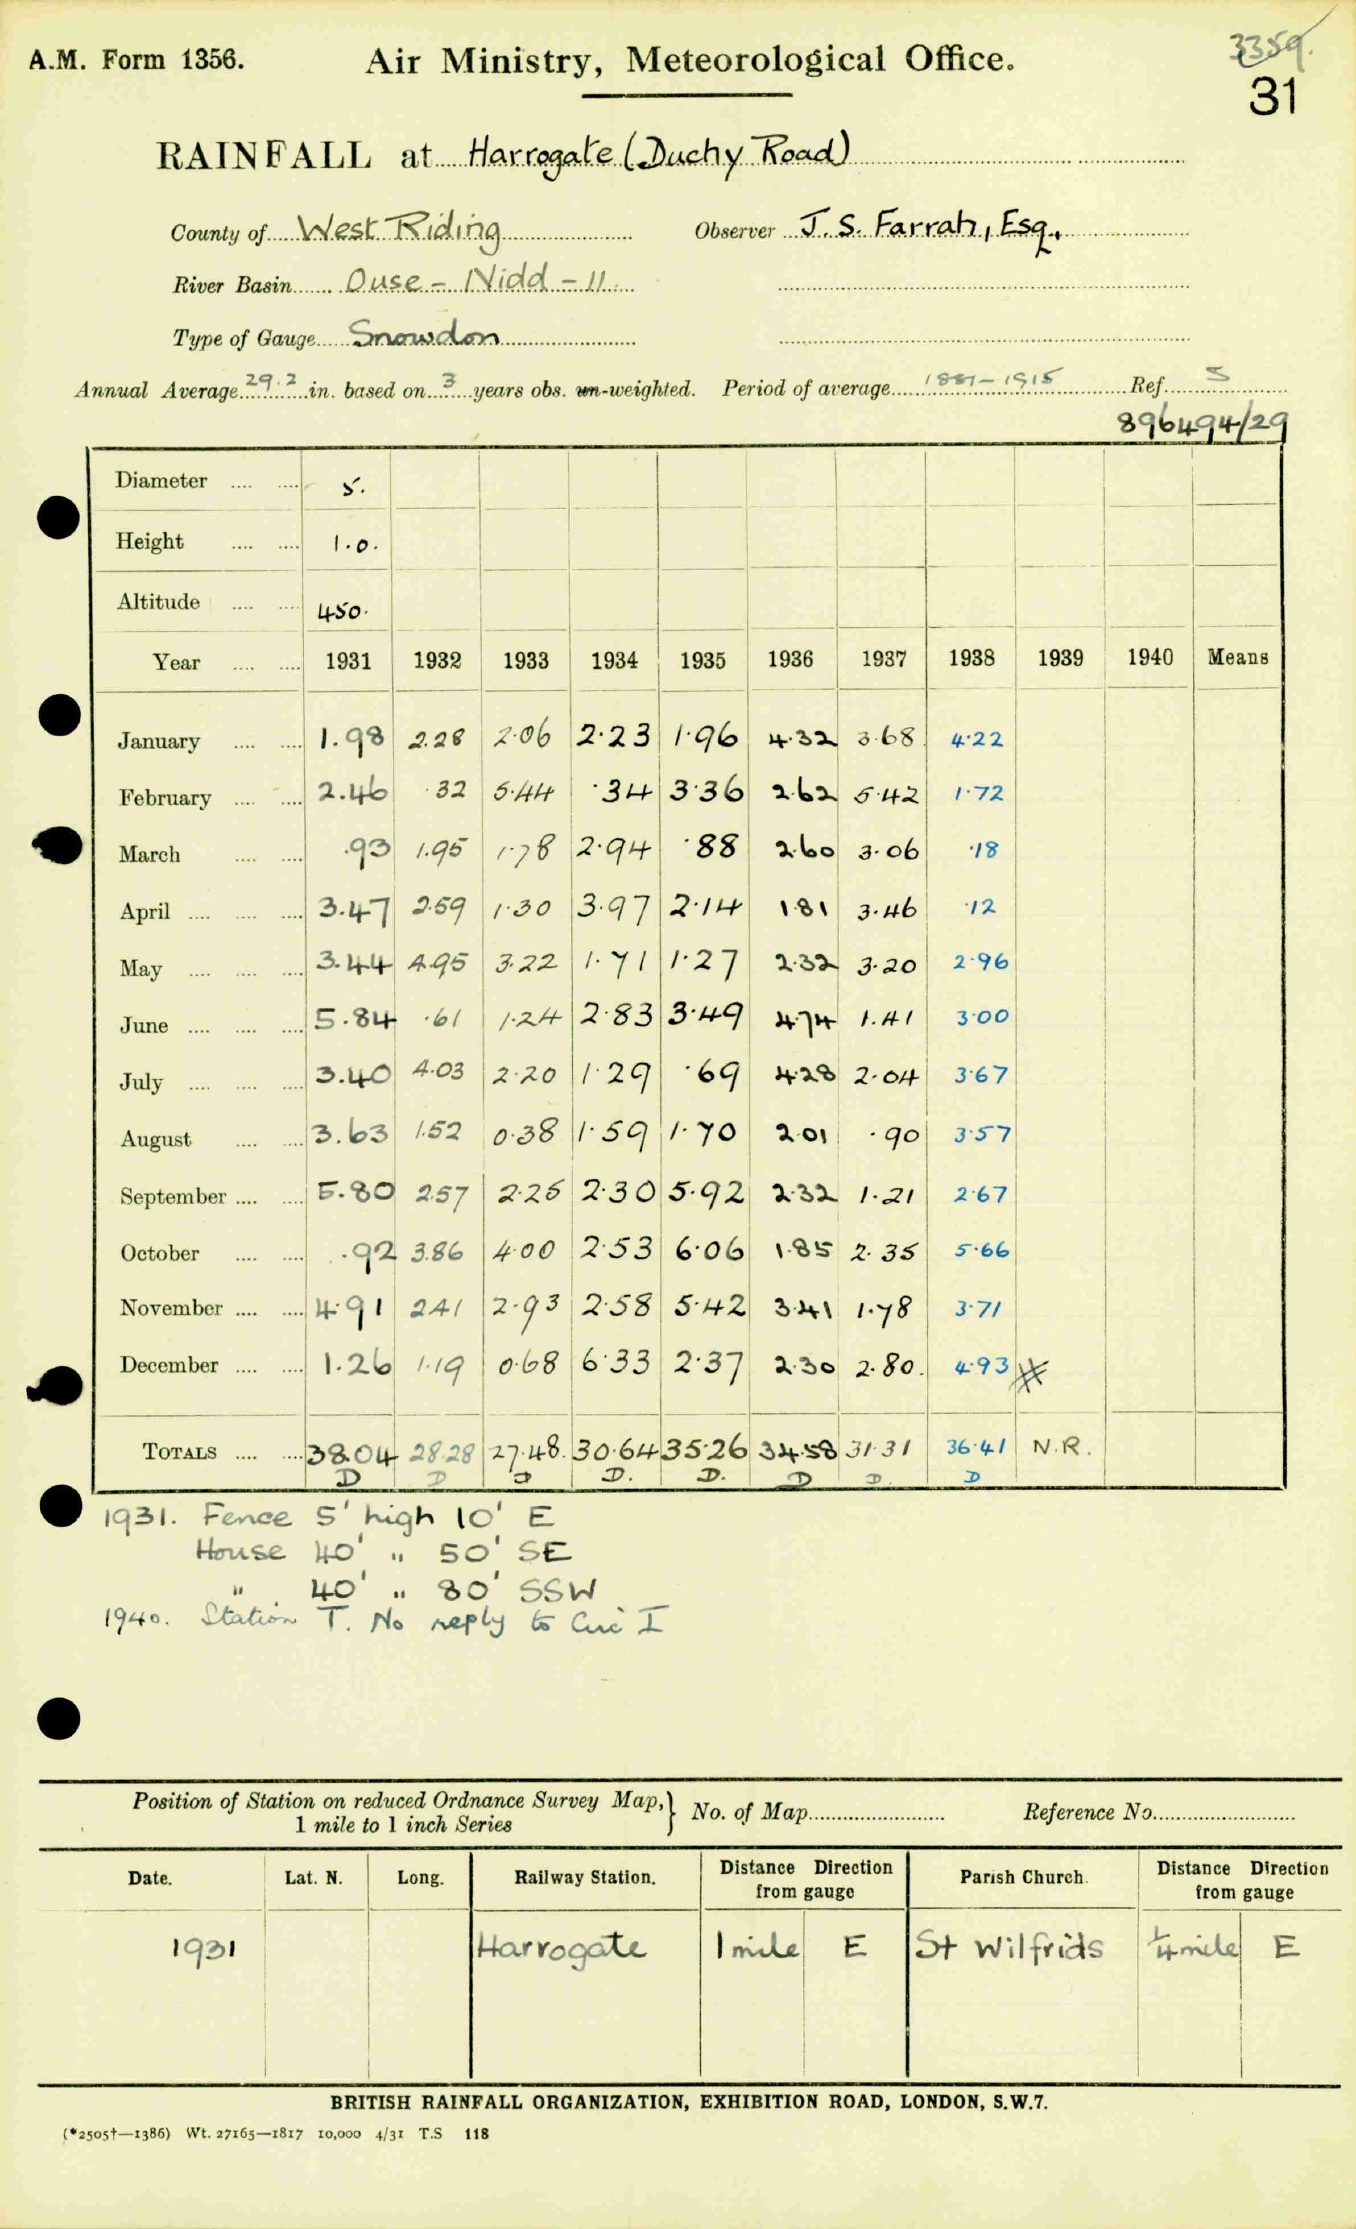 A.M. Form 1356. Air Ministry, Meteorological Office. 3359.
31
RAINFALL at Harrogate (Duchy Road)
County of West Riding Observer J. S. Farrah, Esq.,
River Basin Ouse - Nidd - 11
Type of Gauge Snowdon
Annual Average 29.2 in. based on 3 years obs. un-weighted. Period of average 1881-1915 Ref. 5
896494/29
Diameter 5.
Height 1.0.
Altitude 450.
Year 1931 1932 1933 1934 1935 1936 1937 1938 1939 1940 Means
January 1.98 2.28 2.06 2.23 1.96 4.32 3.68 4.22
February 2.46 .32 5.44 .34 3.36 2.62 5.42 1.72
March .93 1.95 1.78 2.94 .88 2.60 3.06 .18
April 3.47 2.59 1.30 3.97 2.14 1.81 3.46 .12
May 3.44 4.95 3.22 1.71 1.27 2.32 3.20 2.96
June 5.84 .61 1.24 2.83 3.49 4.74 1.41 3.00
July 3.40 4.03 2.20 1.29 .69 4.28 2.04 3.67
August 3.63 1.52 0.38 1.59 1.70 2.01 .90 3.57
September 5.80 2.57 2.25 2.30 5.92 2.32 1.21 2.67
October .92 3.86 4.00 2.53 6.06 1.85 2.35 5.66
November 4.91 2.41 2.93 2.58 5.42 3.41 1.78 3.71
December 1.26 1.19 0.68 6.33 2.37 2.30 2.80. 4.93
TOTALS 38.04 28.28 27.48. 30.64 35.26 34.58 31.31 36.41 N.R.
D D D D. D. D D. D
1931. Fence 5' high 10' E
House 40' " 50' SE
" 40' " 80' SSW
1940. Station T. No reply to Circ I
Position of Station on reduced Ordnance Survey Map, } No. of Map Reference No.
1 mile to 1 inch Series
Date. Lat. N. Long. Railway Station. Distance Direction Parish Church. Distance Direction
from gauge from gauge
1931 Harrogate 1 mile E St Wilfrids ¼ mile E
BRITISH RAINFALL ORGANIZATION, EXHIBITION ROAD, LONDON, S.W.7.
(*2505†—1386) Wt. 27165—1817 10,000 4/31 T.S 118